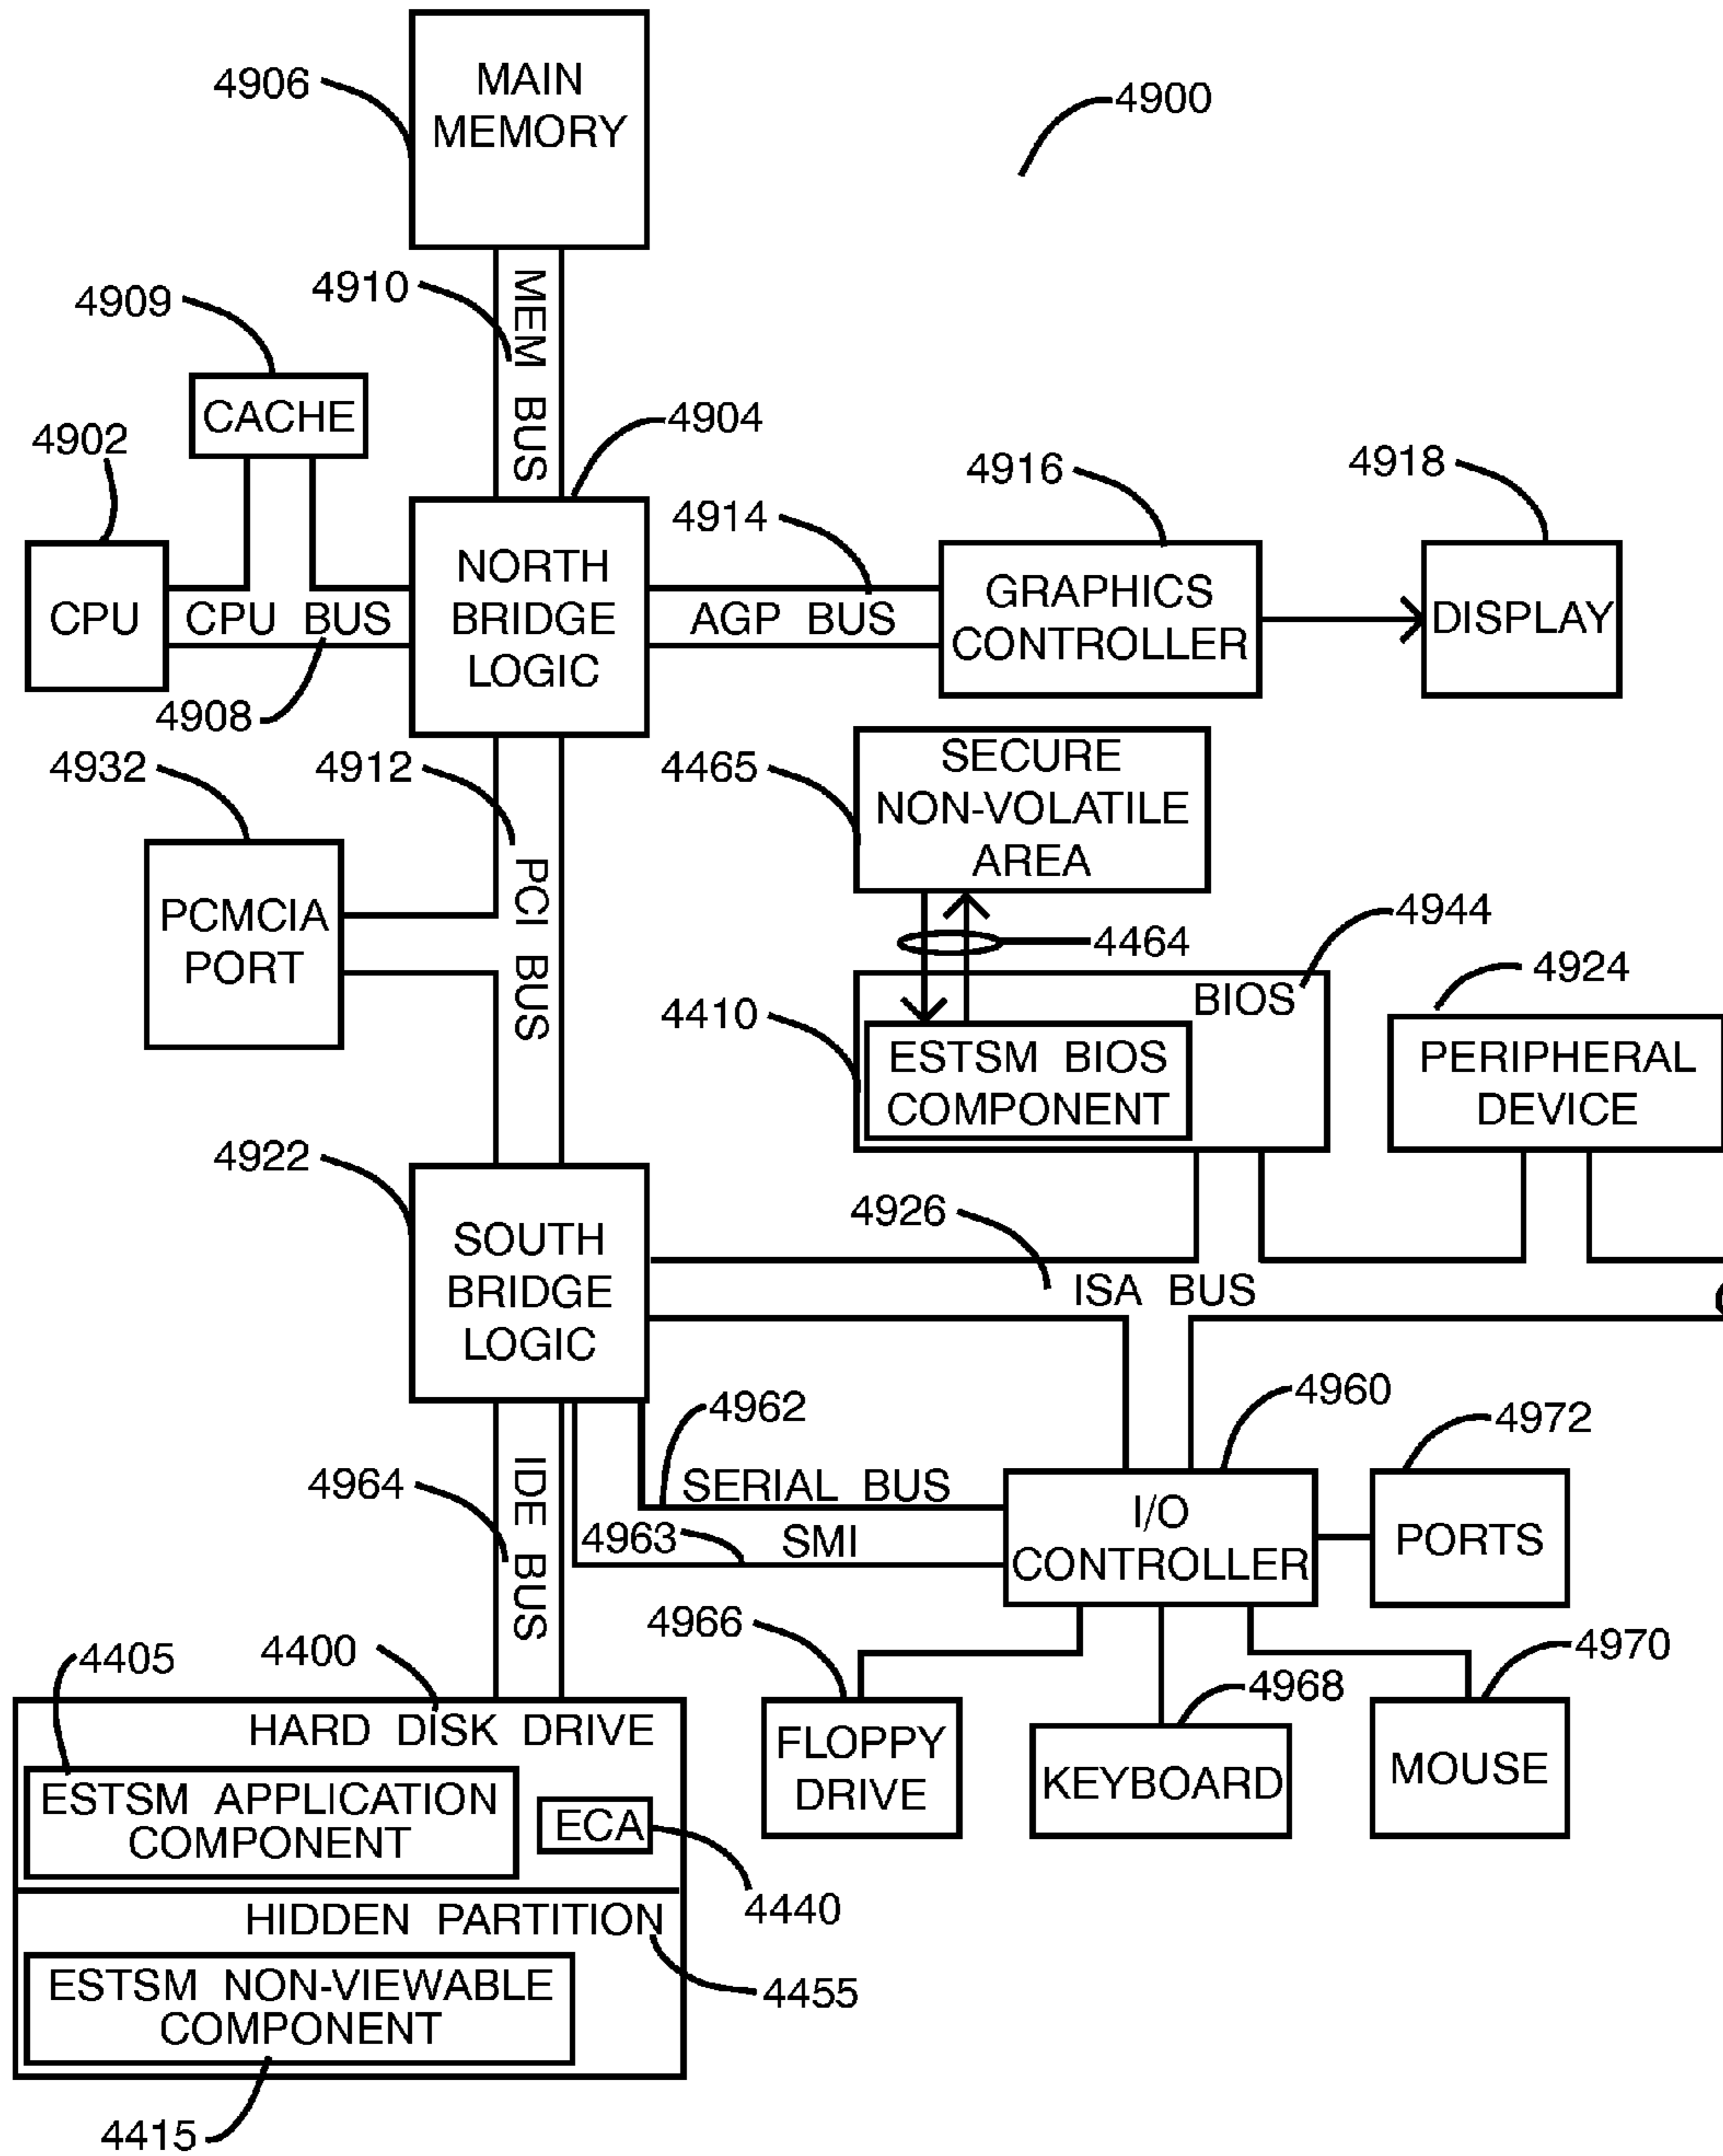 MAIN
MEMORY
4906
4900
4910
MEM BUS
4909
CACHE
4902
4904
4916
4918
4914
CPU
CPU BUS
NORTH
BRIDGE
LOGIC
AGP BUS
GRAPHICS
CONTROLLER
DISPLAY
4908
4932
4912
4465
SECURE
NON-VOLATILE
AREA
PCMCIA
PORT
PCI BUS
4464
4944
4924
4410
BIOS
ESTSM BIOS
COMPONENT
PERIPHERAL
DEVICE
4922
4926
SOUTH
BRIDGE
LOGIC
ISA BUS
4962
4960
4972
4964
IDE BUS
SERIAL BUS
4963
SMI
I/O
CONTROLLER
PORTS
4966
4968
4970
4405
4400
HARD DISK DRIVE
FLOPPY
DRIVE
KEYBOARD
MOUSE
ESTSM APPLICATION
COMPONENT
ECA
4440
HIDDEN PARTITION
4455
ESTSM NON-VIEWABLE
COMPONENT
4415